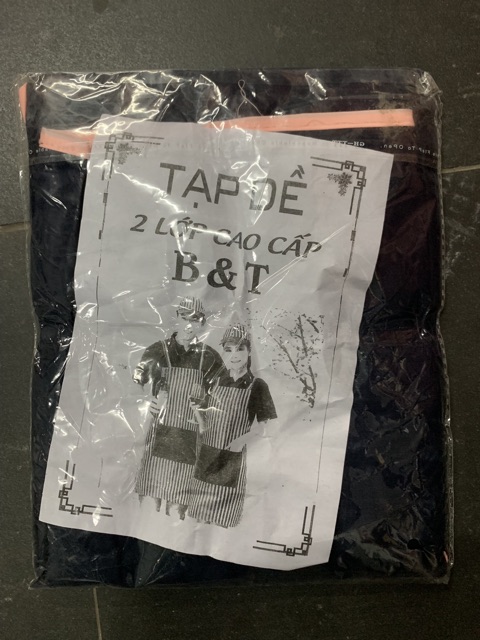 TẠP DỀ
2 LỚP CAO CẤP
B & T